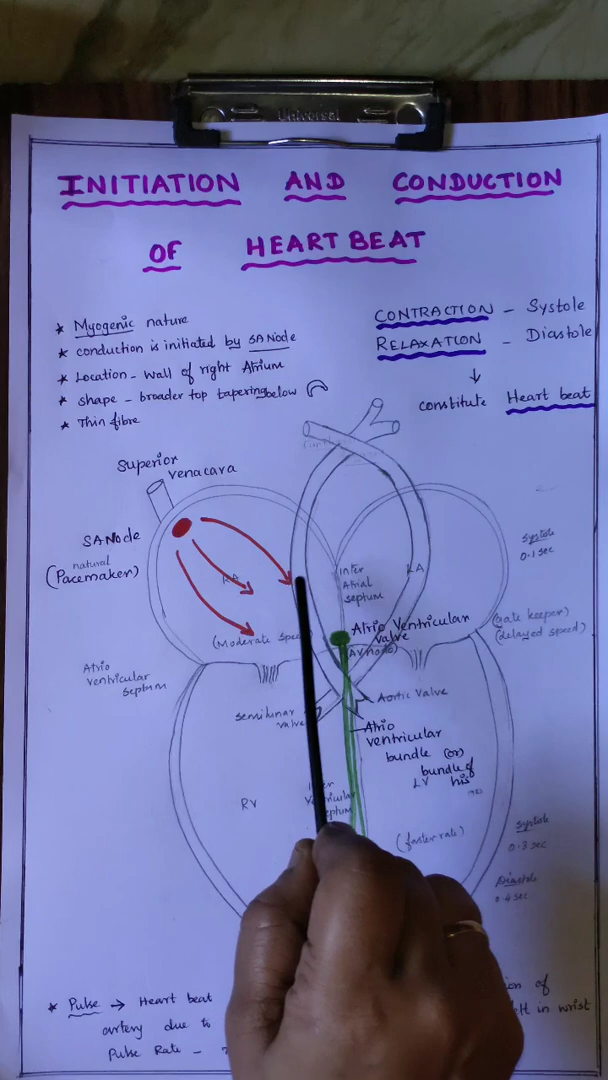 Universal
INITIATION AND CONDUCTION
OF HEART BEAT
* Myogenic nature
* conduction is initiated by SA Node
* Location - wall of right Atrium
* shape - broader top tapering below
* Thin fibre
CONTRACTION - Systole
RELAXATION - Diastole
↓
constitute Heart beat
Superior
venacava
SA Node
natural
(Pacemaker)
RA
(Moderate speed
Inter
Atrial
septum
LA
Systole
0.1 sec
Atrio Ventricular
valve
(AV node)
(gate keeper)
(delayed speed)
Atrio
ventricular
septum
semilunar
valve
Aortic valve
Atrio
ventricular
bundle (or)
bundle of
his
LV
RV
Inter
septum
(faster rate)
Systole
0.3 sec
Diastole
0.4 sec
* Pulse → Heart beat
of
artery due to
felt in wrist
Pulse Rate -